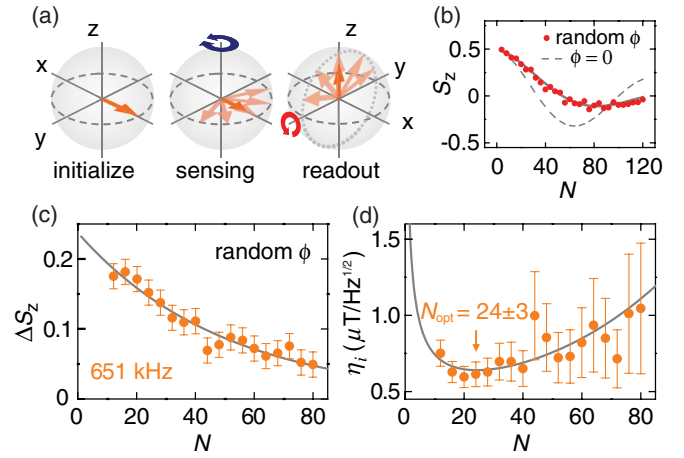 (a)
z z z
x x y
y y x
initialize sensing readout
(b)
S_z
0.5
0
-0.5
random ϕ
ϕ = 0
0 40 80 120
N
(c)
random ϕ
ΔS_z
0.2
0.1
0
651 kHz
0 20 40 60 80
N
(d)
η_i (μT/Hz^1/2)
1.5
1.0
0.5
N_opt = 24±3
0 20 40 60 80
N